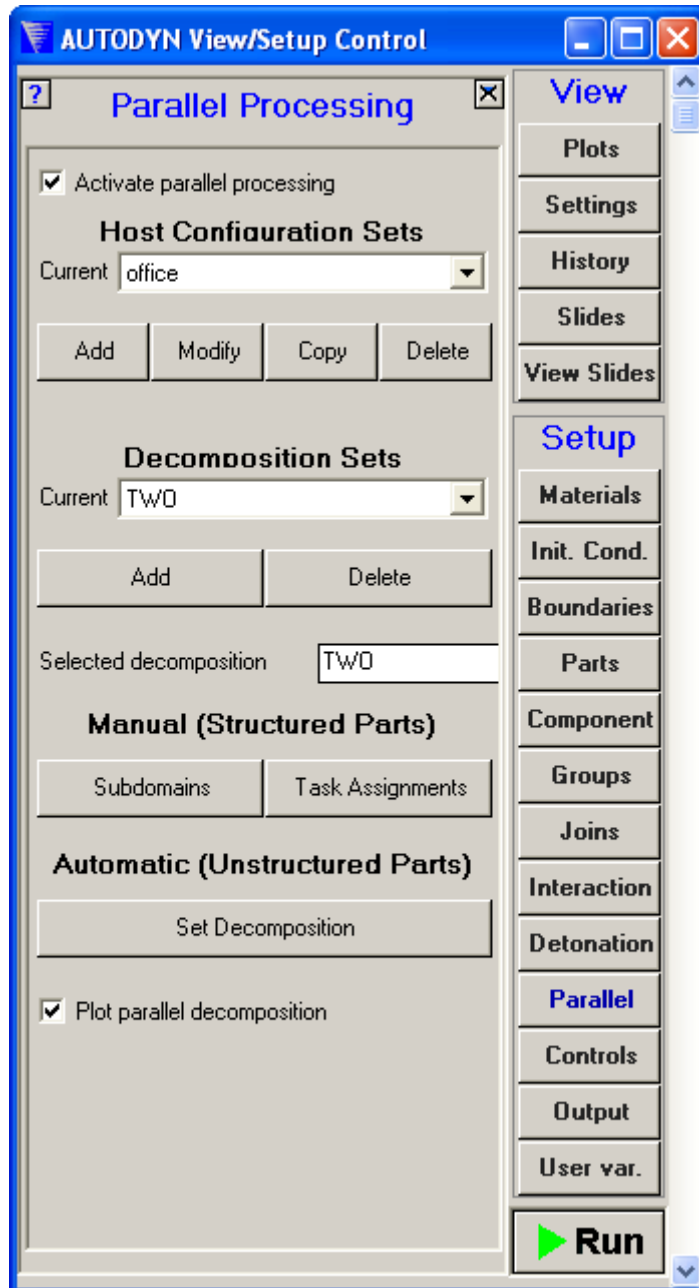 AUTODYN View/Setup Control
?
Parallel Processing
Activate parallel processing
Host Configuration Sets
Current office
Add Modify Copy Delete
Decomposition Sets
Current TWO
Add Delete
Selected decomposition TWO
Manual (Structured Parts)
Subdomains Task Assignments
Automatic (Unstructured Parts)
Set Decomposition
Plot parallel decomposition
View
Plots
Settings
History
Slides
View Slides
Setup
Materials
Init. Cond.
Boundaries
Parts
Component
Groups
Joins
Interaction
Detonation
Parallel
Controls
Output
User var.
Run